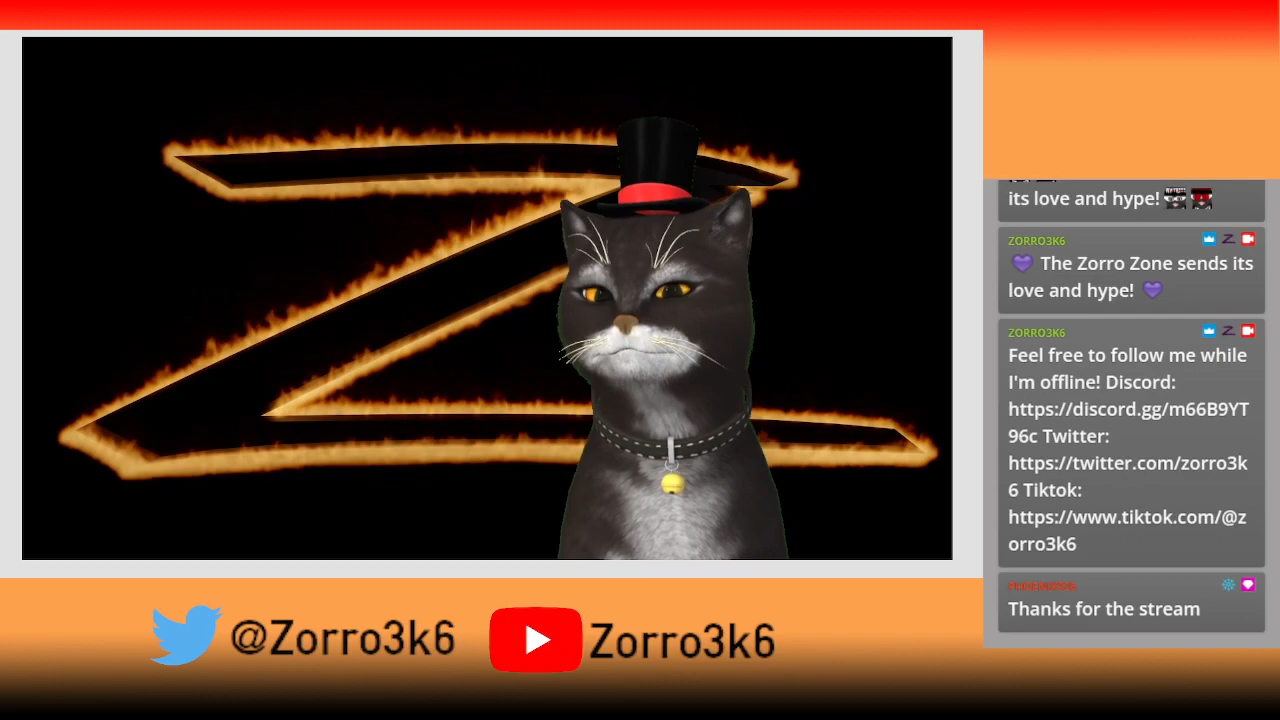 its love and hype!
ZORRO3K6
The Zorro Zone sends its
love and hype!
ZORRO3K6
Feel free to follow me while
I'm offline! Discord:
https://discord.gg/m66B9YT
96c Twitter:
https://twitter.com/zorro3k
6 Tiktok:
https://www.tiktok.com/@z
orro3k6
Thanks for the stream
@Zorro3k6
Zorro3k6